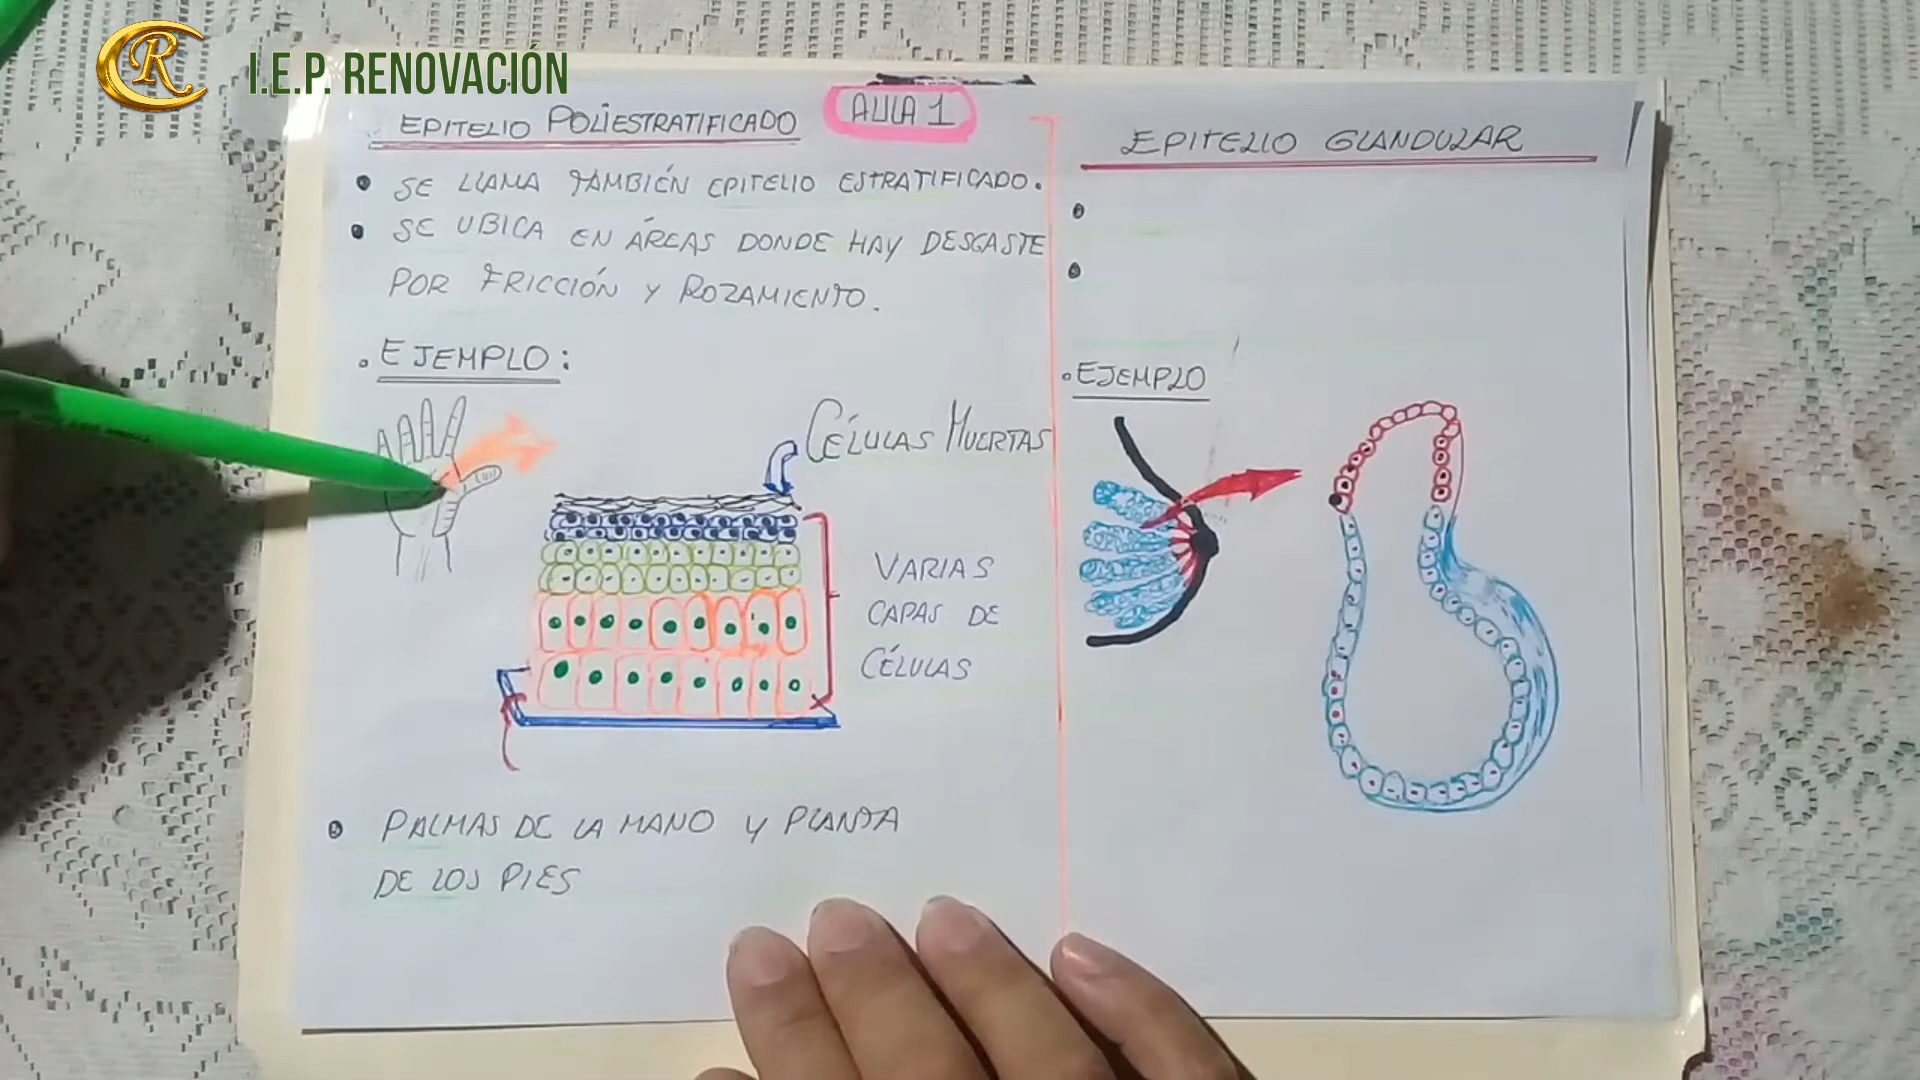 I.E.P. RENOVACIÓN
EPITELIO POLIESTRATIFICADO
AULA 1
• SE LLAMA TAMBIÉN EPITELIO ESTRATIFICADO.
• SE UBICA EN ÁREAS DONDE HAY DESGASTE
POR FRICCIÓN Y ROZAMIENTO.
• EJEMPLO:
CÉLULAS MUERTAS
VARIAS
CAPAS DE
CÉLULAS
• PALMAS DE LA MANO Y PLANTA
DE LOS PIES
EPITELIO GLANDULAR
•
•
• EJEMPLO